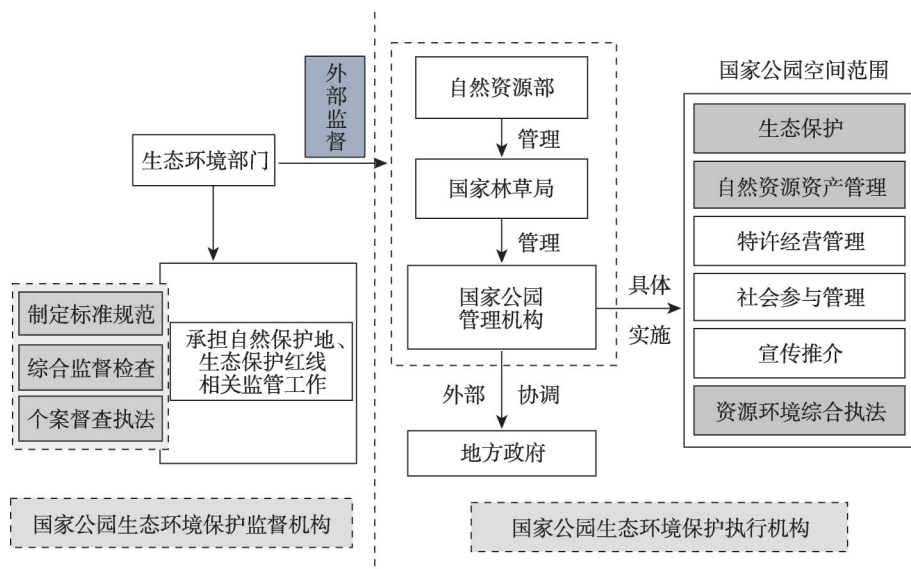 外
部
监
督
生态环境部门
制定标准规范
综合监督检查
个案督查执法
承担自然保护地、
生态保护红线
相关监管工作
国家公园生态环境保护监督机构
自然资源部
管理
国家林草局
管理
国家公园
管理机构
具体
实施
外部 协调
地方政府
国家公园空间范围
生态保护
自然资源资产管理
特许经营管理
社会参与管理
宣传推介
资源环境综合执法
国家公园生态环境保护执行机构